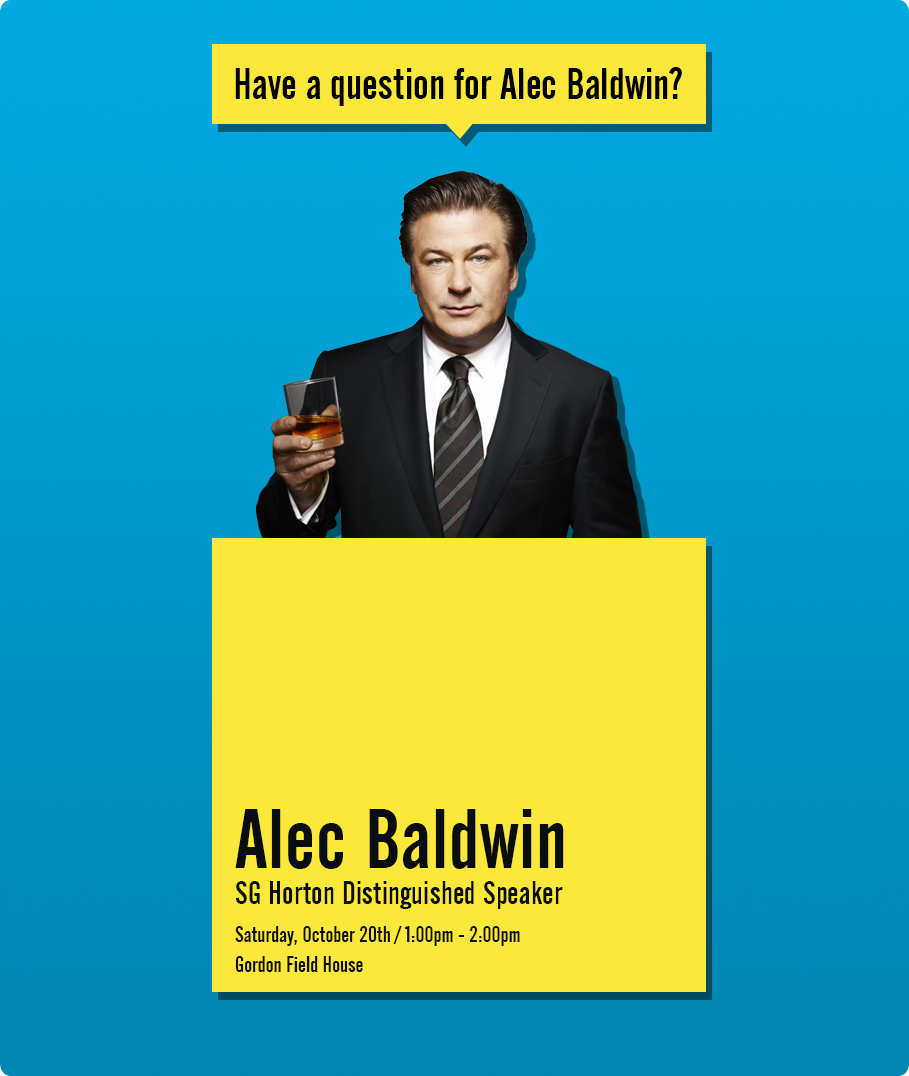 Have a question for Alec Baldwin?
Alec Baldwin
SG Horton Distinguished Speaker
Saturday, October 20th / 1:00pm - 2:00pm
Gordon Field House